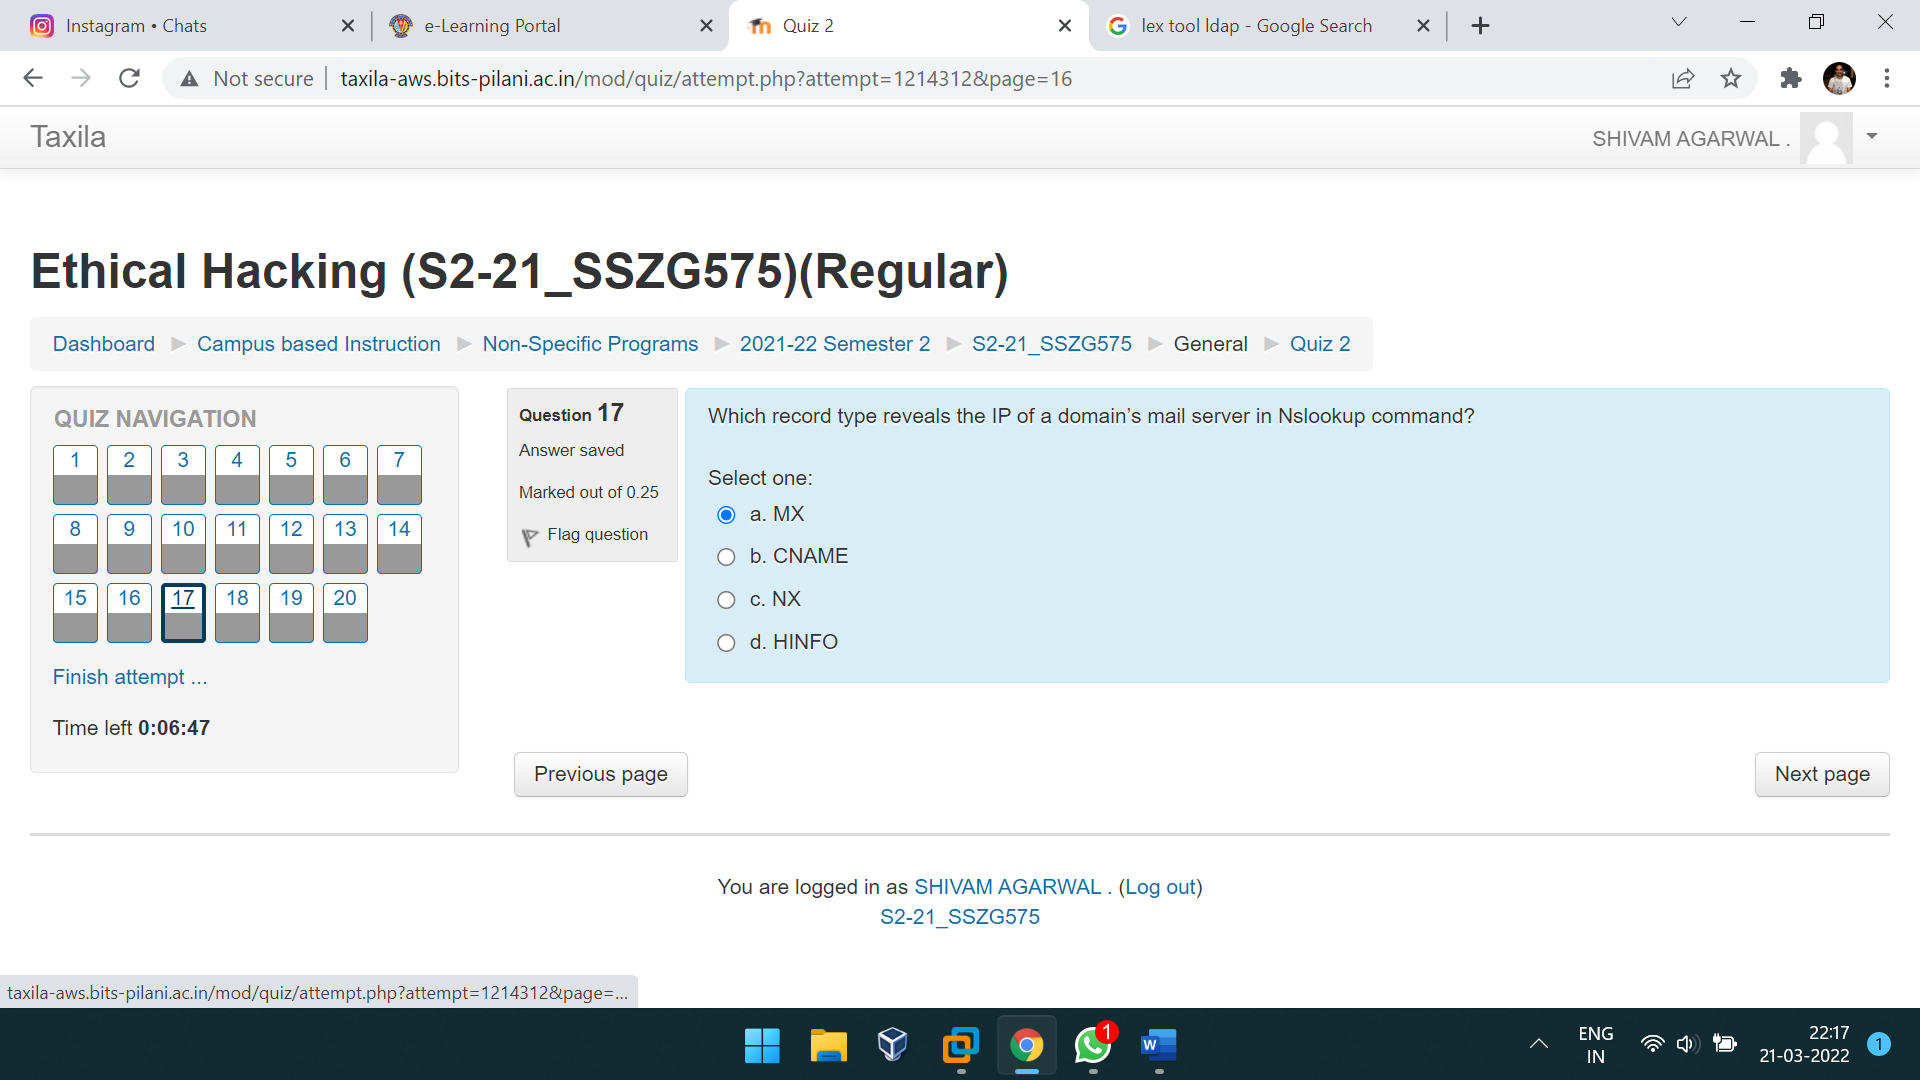 Instagram • Chats
e-Learning Portal
Quiz 2
lex tool ldap - Google Search
Not secure
taxila-aws.bits-pilani.ac.in/mod/quiz/attempt.php?attempt=1214312&page=16
Taxila
SHIVAM AGARWAL .
Ethical Hacking (S2-21_SSZG575)(Regular)
Dashboard
Campus based Instruction
Non-Specific Programs
2021-22 Semester 2
S2-21_SSZG575
General
Quiz 2
QUIZ NAVIGATION
1 2 3 4 5 6 7
8 9 10 11 12 13 14
15 16 17 18 19 20
Finish attempt ...
Time left 0:06:47
Question 17
Answer saved
Marked out of 0.25
Flag question
Which record type reveals the IP of a domain’s mail server in Nslookup command?
Select one:
a. MX
b. CNAME
c. NX
d. HINFO
Previous page
Next page
You are logged in as SHIVAM AGARWAL . (Log out)
S2-21_SSZG575
taxila-aws.bits-pilani.ac.in/mod/quiz/attempt.php?attempt=1214312&page=...
1
W
ENG
IN
22:17
21-03-2022
1